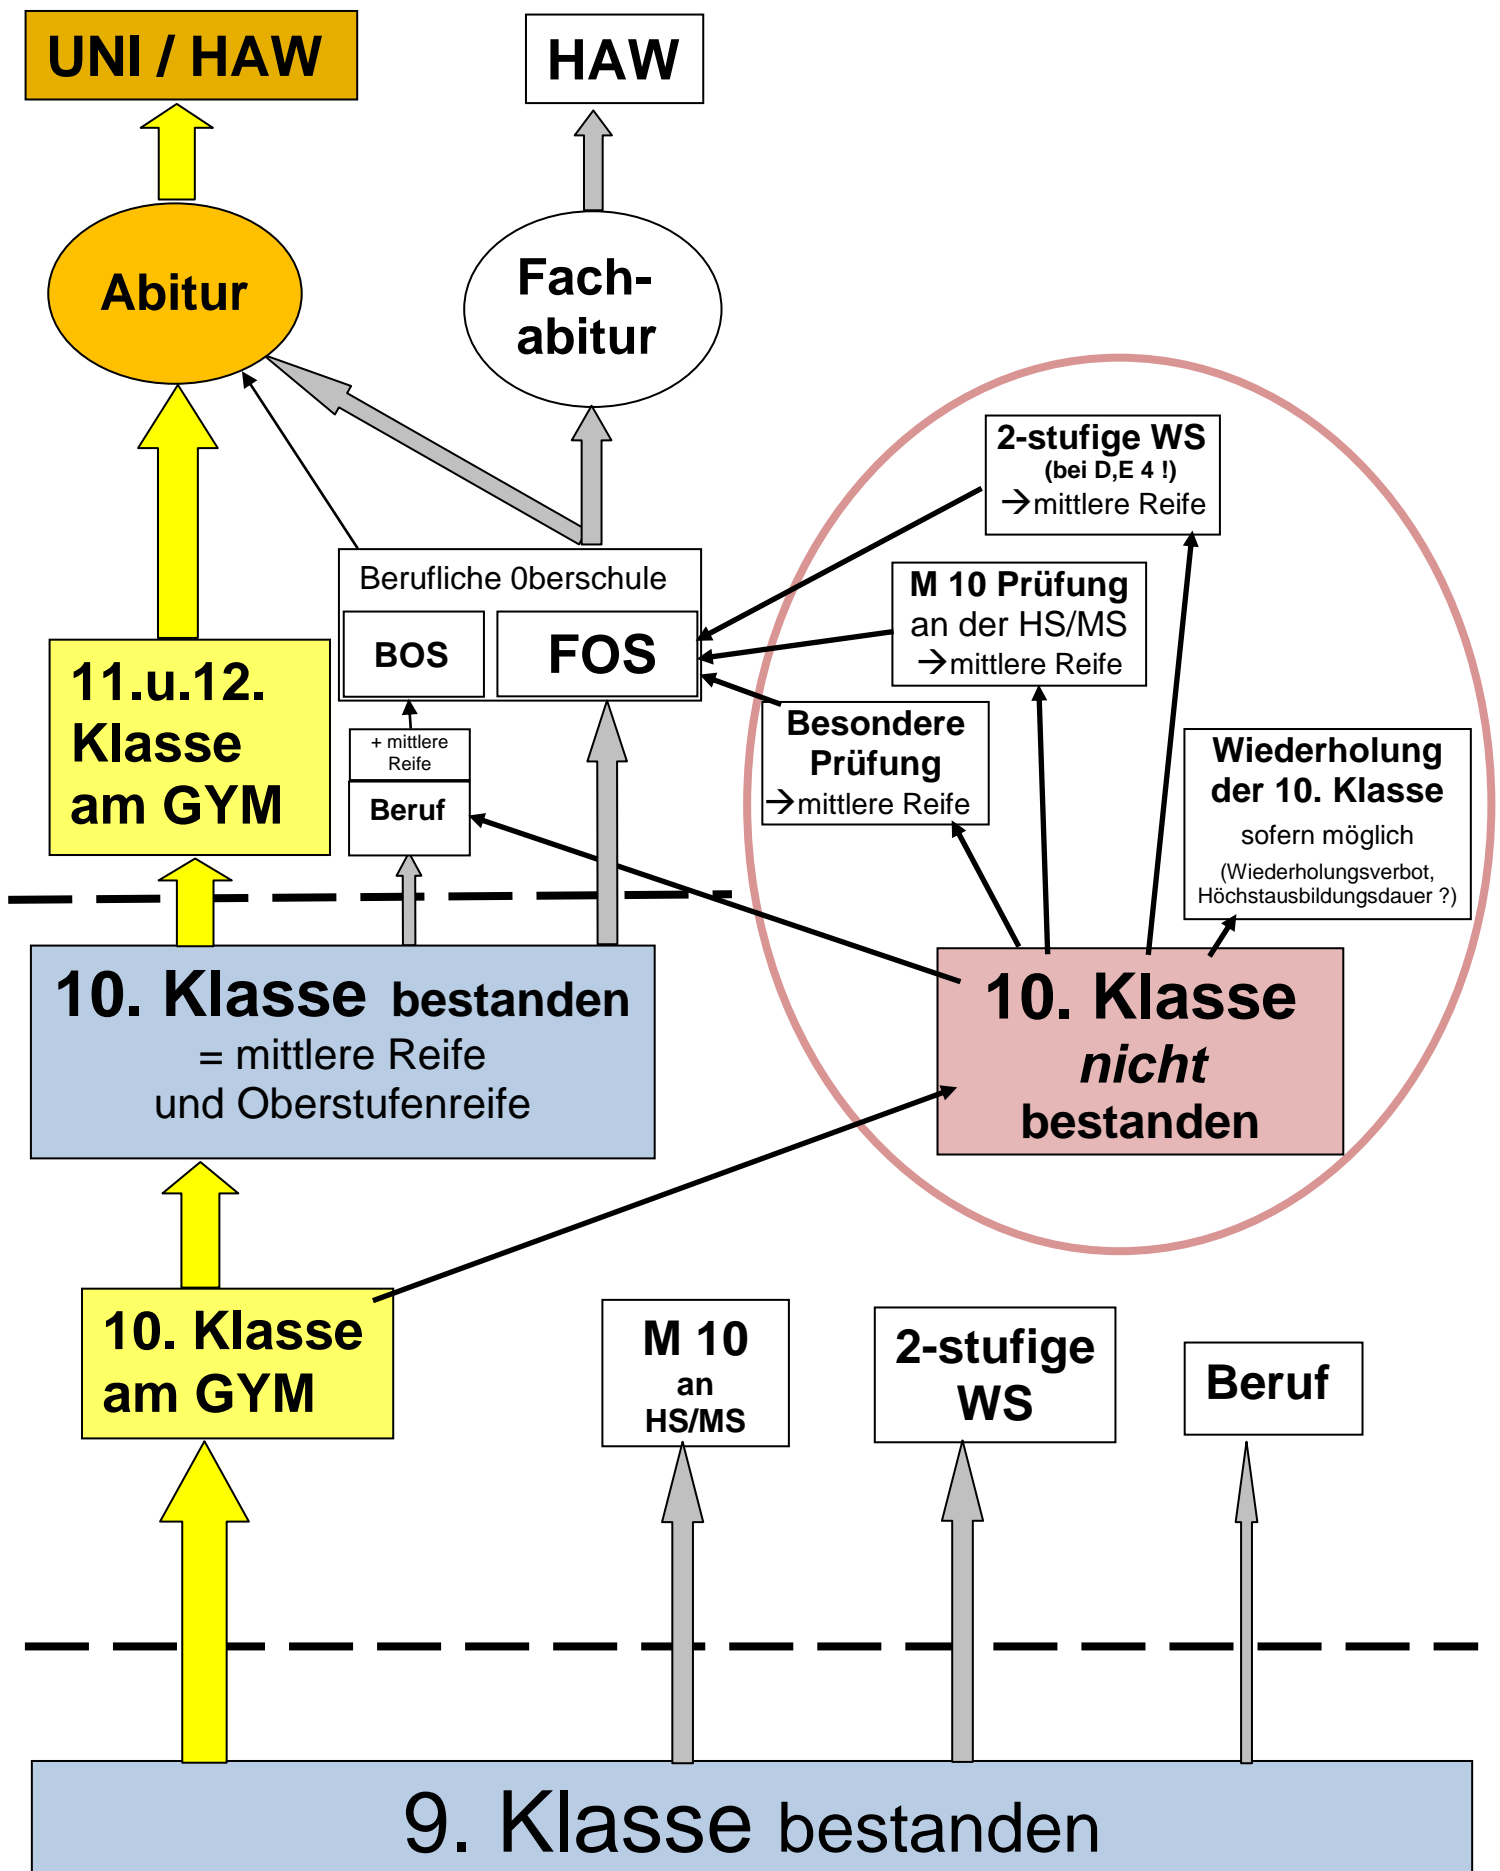 UNI / HAW
HAW
Abitur
Fach-
abitur
2-stufige WS
(bei D,E 4 !)
→mittlere Reife
Berufliche 0berschule
BOS
FOS
M 10 Prüfung
an der HS/MS
→mittlere Reife
11.u.12.
Klasse
am GYM
+ mittlere
Reife
Beruf
Besondere
Prüfung
→mittlere Reife
Wiederholung
der 10. Klasse
sofern möglich
(Wiederholungsverbot,
Höchstausbildungsdauer ?)
10. Klasse bestanden
= mittlere Reife
und Oberstufenreife
10. Klasse
nicht
bestanden
10. Klasse
am GYM
M 10
an
HS/MS
2-stufige
WS
Beruf
9. Klasse bestanden